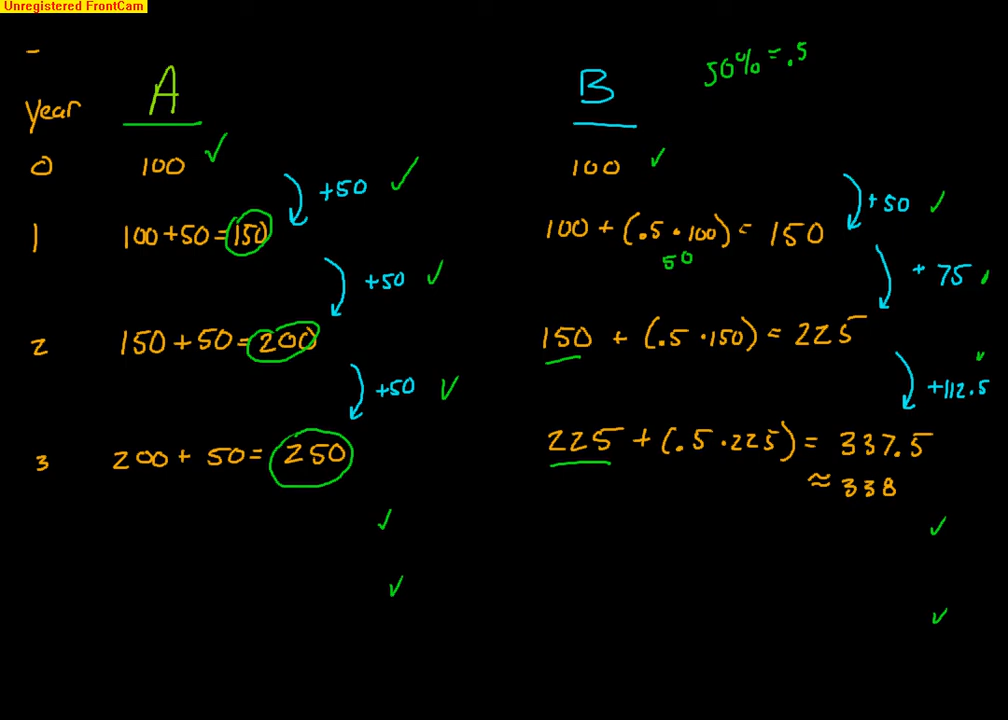 Unregistered FrontCam
50% = .5
Year A B
0 100 100
+50 +50
1 100+50=150 100 + (.5 · 100) = 150
50
+50 + 75
2 150+50=200 150 + (.5 · 150) = 225
+50 +112.5
3 200 + 50 = 250 225 + (.5 · 225) = 337.5
≈ 338